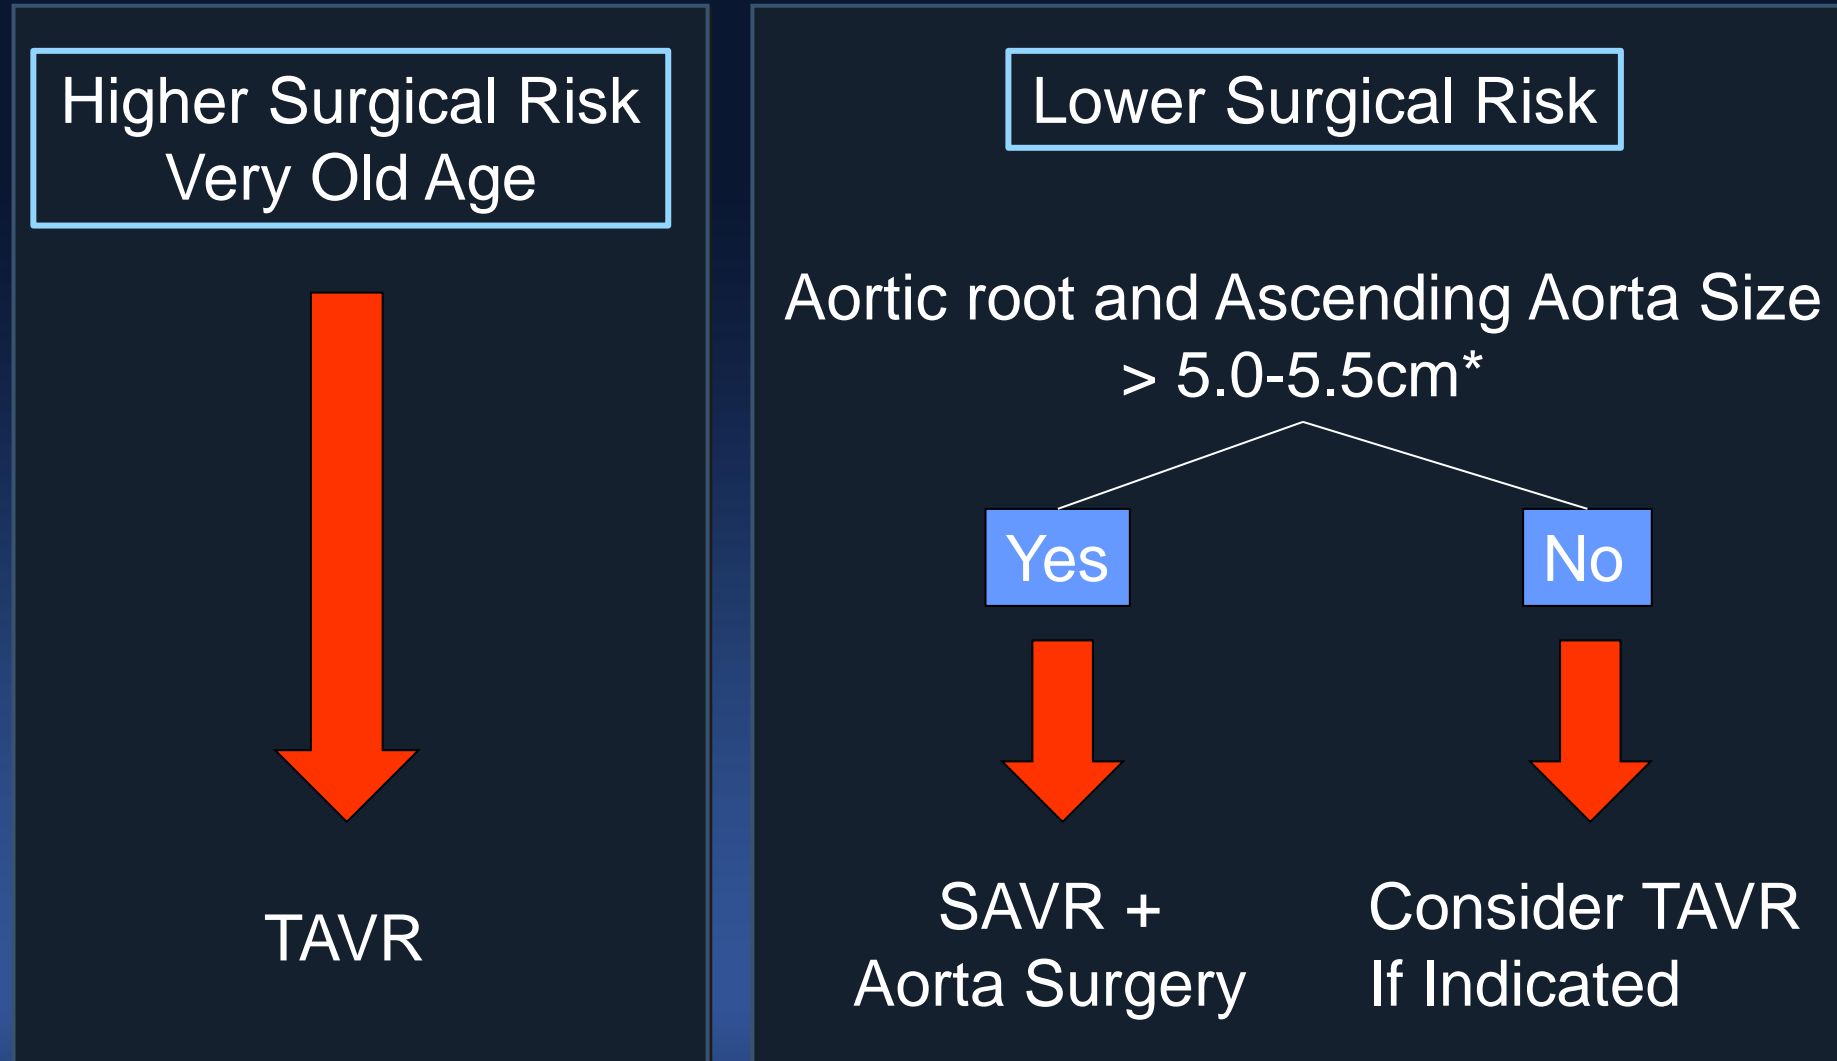 Higher Surgical Risk
Very Old Age
TAVR
Lower Surgical Risk
Aortic root and Ascending Aorta Size
> 5.0-5.5cm*
Yes
No
SAVR +
Aorta Surgery
Consider TAVR
If Indicated